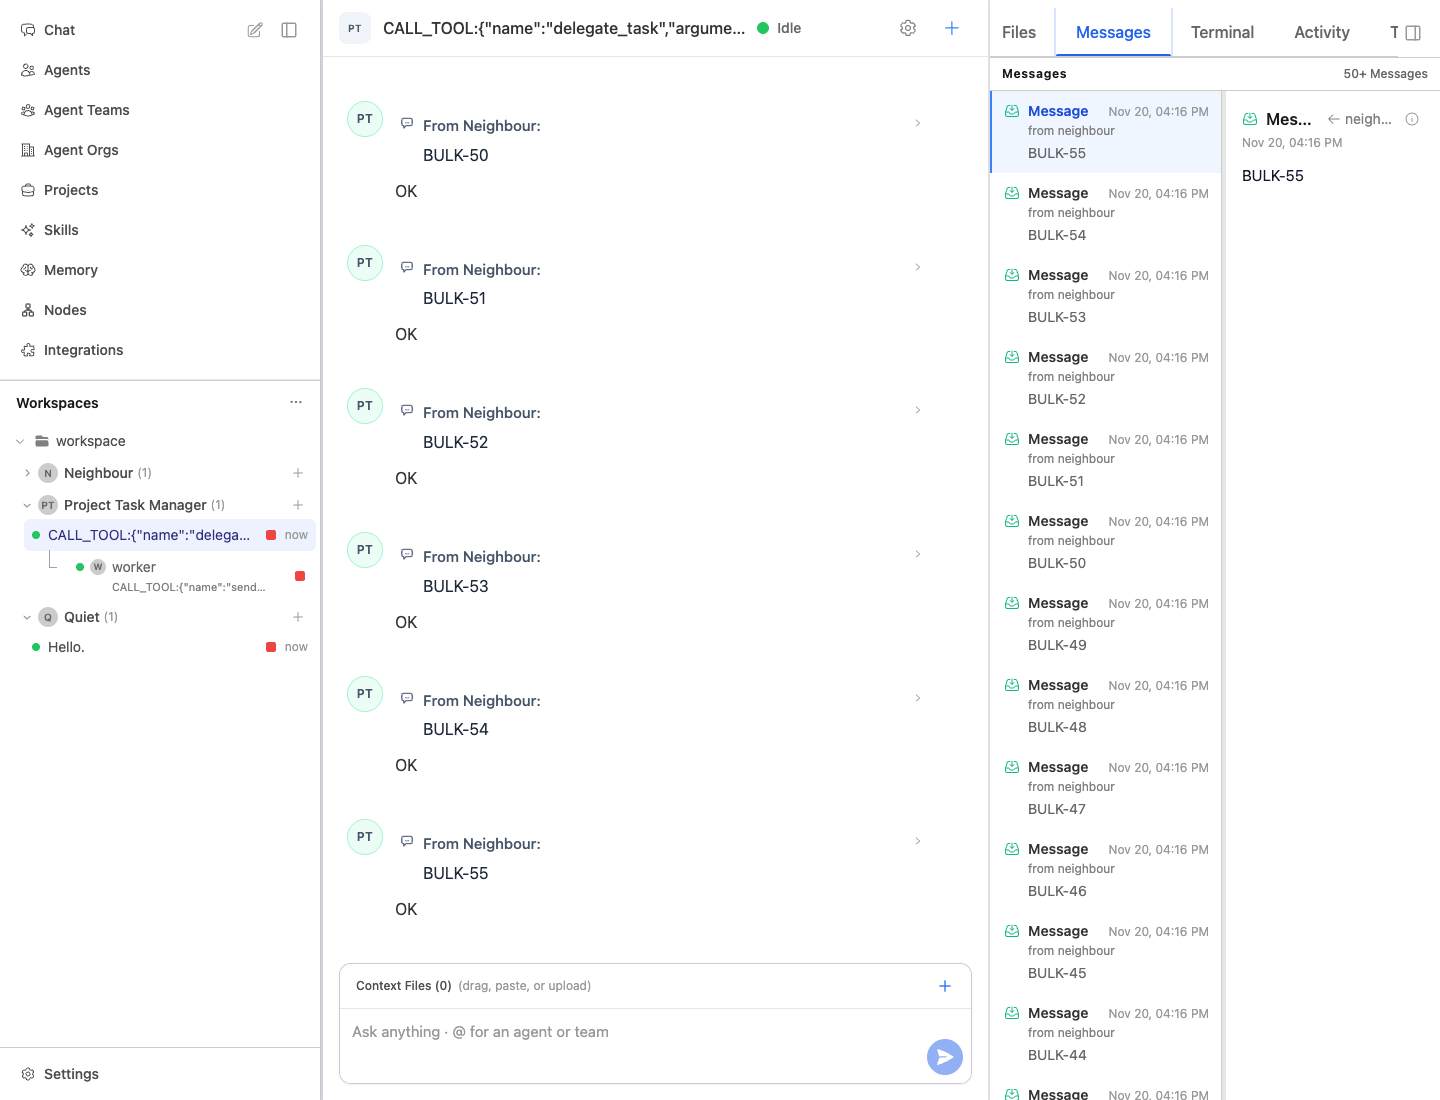 Chat
Agents
Agent Teams
Agent Orgs
Projects
Skills
Memory
Nodes
Integrations
Workspaces
workspace
N Neighbour (1)
PT Project Task Manager (1)
CALL_TOOL:{"name":"delega... now
W worker
CALL_TOOL:{"name":"send...
Q Quiet (1)
Hello. now
Settings
PT CALL_TOOL:{"name":"delegate_task","argume... Idle
PT From Neighbour:
BULK-50
OK
PT From Neighbour:
BULK-51
OK
PT From Neighbour:
BULK-52
OK
PT From Neighbour:
BULK-53
OK
PT From Neighbour:
BULK-54
OK
PT From Neighbour:
BULK-55
OK
Context Files (0) (drag, paste, or upload)
Ask anything · @ for an agent or team
Files Messages Terminal Activity T
Messages 50+ Messages
Message Nov 20, 04:16 PM
from neighbour
BULK-55
Message Nov 20, 04:16 PM
from neighbour
BULK-54
Message Nov 20, 04:16 PM
from neighbour
BULK-53
Message Nov 20, 04:16 PM
from neighbour
BULK-52
Message Nov 20, 04:16 PM
from neighbour
BULK-51
Message Nov 20, 04:16 PM
from neighbour
BULK-50
Message Nov 20, 04:16 PM
from neighbour
BULK-49
Message Nov 20, 04:16 PM
from neighbour
BULK-48
Message Nov 20, 04:16 PM
from neighbour
BULK-47
Message Nov 20, 04:16 PM
from neighbour
BULK-46
Message Nov 20, 04:16 PM
from neighbour
BULK-45
Message Nov 20, 04:16 PM
from neighbour
BULK-44
Message Nov 20, 04:16 PM
Mes... ← neigh...
Nov 20, 04:16 PM
BULK-55